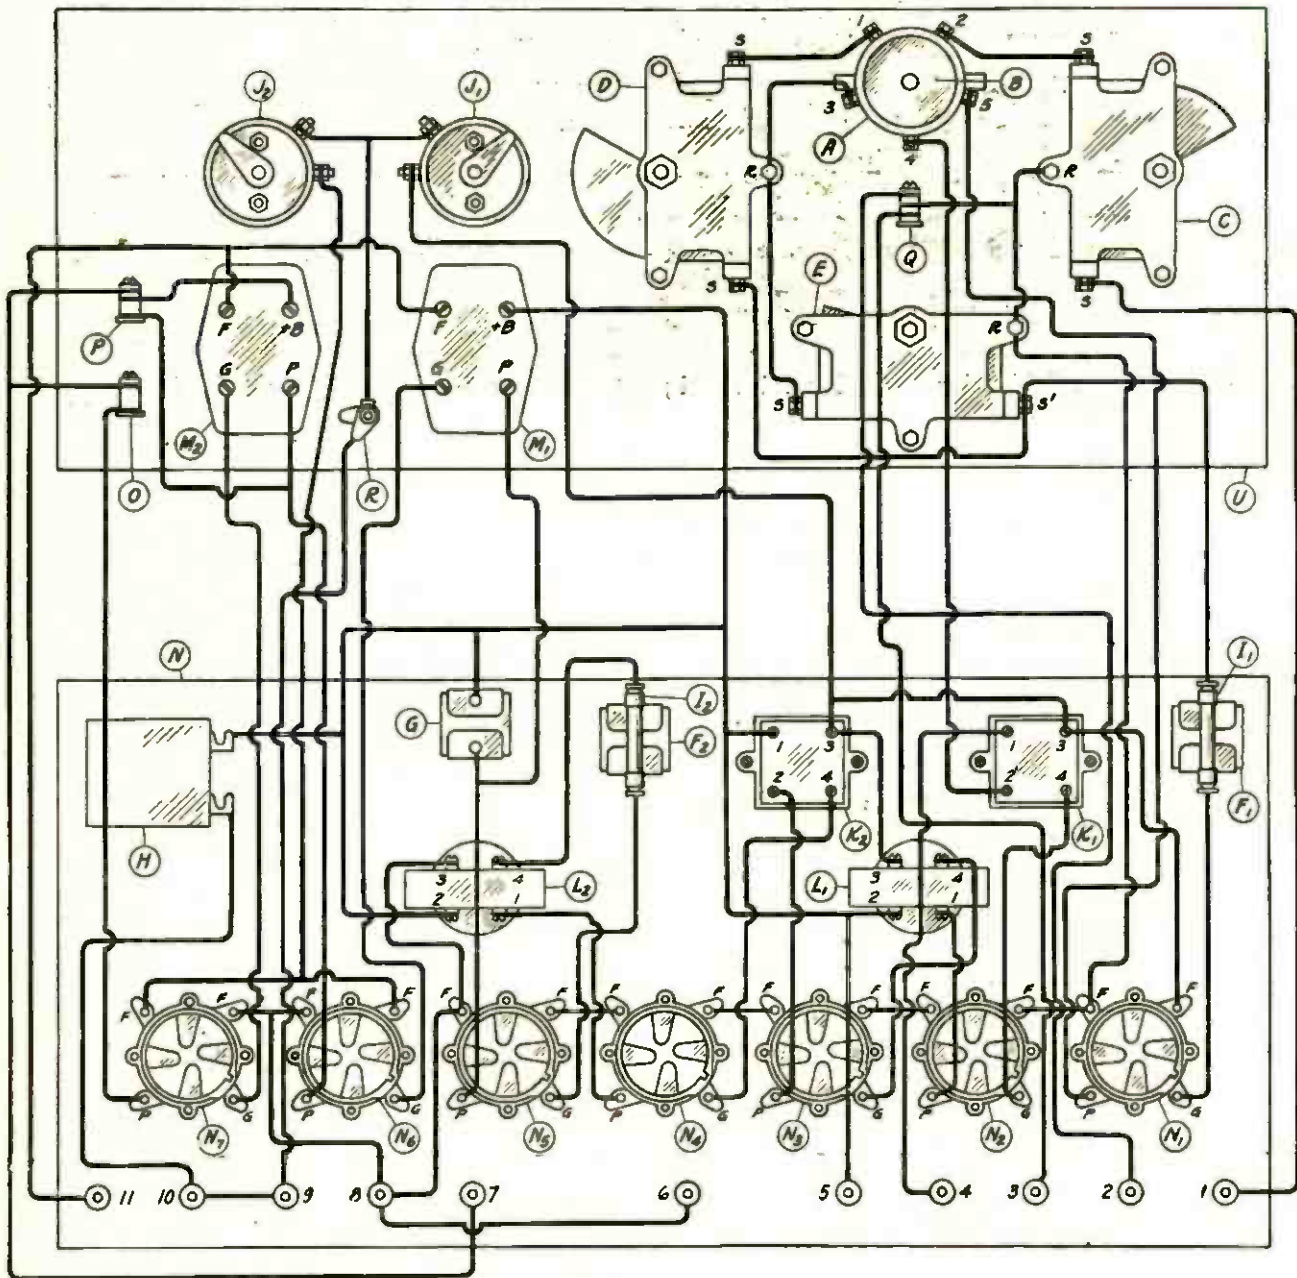 1 2
S S
J2 J1 D B C
3 5
A 4
R R
Q
E S S
P F +B F +B R
G P G P
M2 M1 S S'
O R U
N
I2 I1
G F2 F1
1 3 1 3
2 4 2 4
H K2 K1
3 4 L2 L1 3 4
2 1 2 1
F F F F F F F F
P G P G P G P G P G P G
N7 N6 N5 N4 N3 N2 N1
11 10 9 8 7 6 5 4 3 2 1